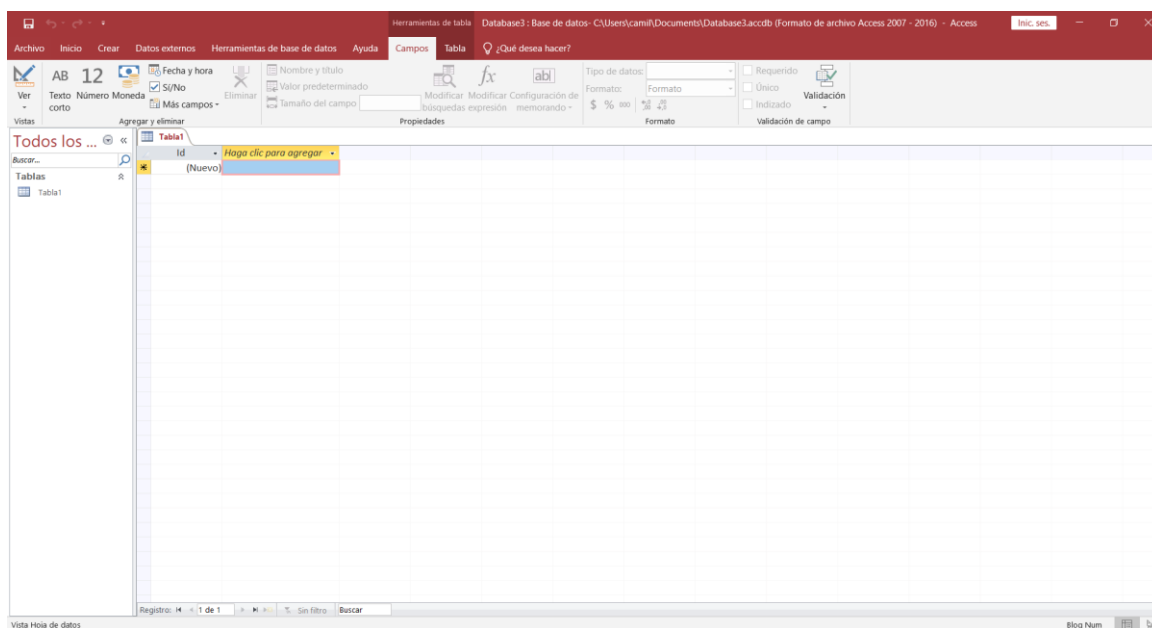 Herramientas de tabla Database3 : Base de datos- C:\Users\camil\Documents\Database3.accdb (Formato de archivo Access 2007 - 2016) - Access Inic. ses.
Archivo Inicio Crear Datos externos Herramientas de base de datos Ayuda Campos Tabla ¿Qué desea hacer?
Ver
Vistas
AB Texto corto
12 Número
Moneda
Fecha y hora
Sí/No
Más campos
Eliminar
Agregar y eliminar
Nombre y título
Valor predeterminado
Tamaño del campo
Modificar búsquedas
fx Modificar expresión
ab Configuración de memorando
Propiedades
Tipo de datos:
Formato: Formato
$ % 000
Formato
Requerido
Único
Indizado
Validación
Validación de campo
Todos los ... «
Buscar...
Tablas
Tabla1
Tabla1
Id Haga clic para agregar
(Nuevo)
Registro: 1 de 1 Sin filtro Buscar
Vista Hoja de datos Bloq Num